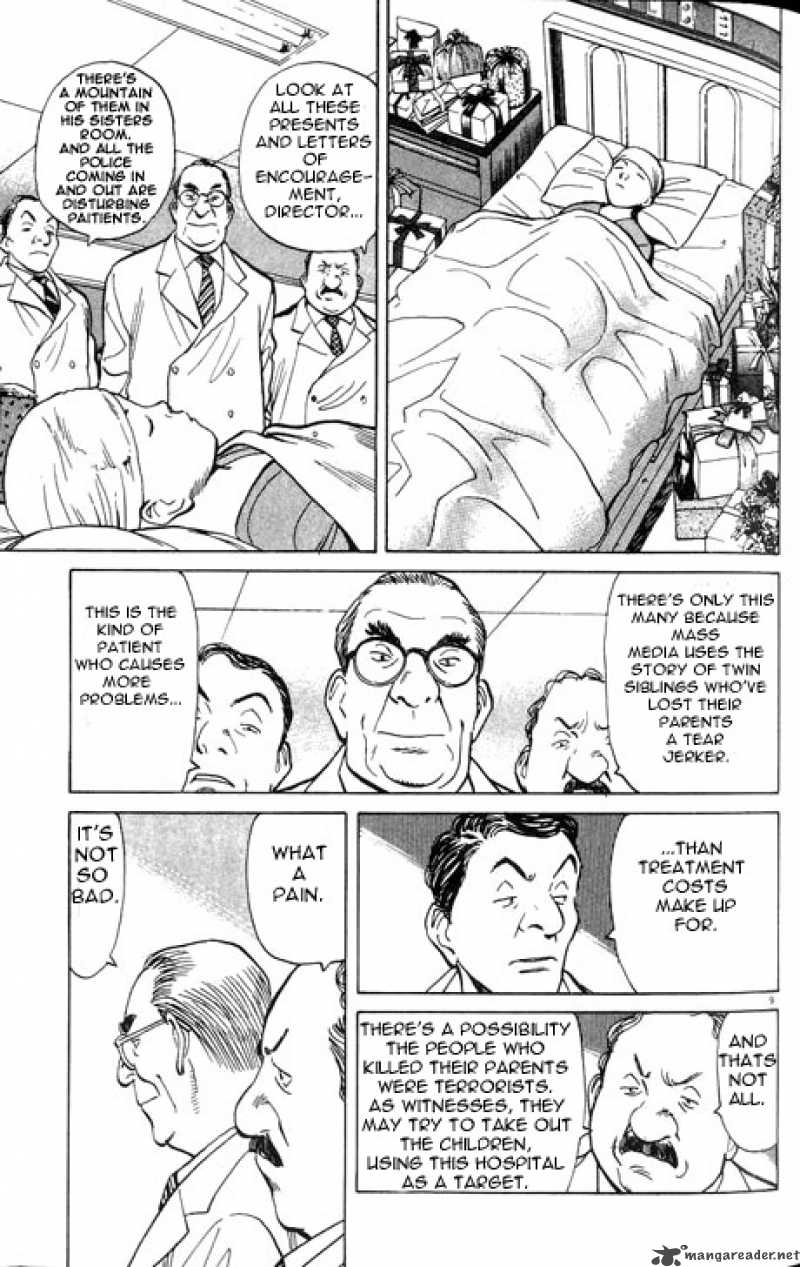 LOOK AT
ALL THESE
PRESENTS
AND LETTERS
OF
ENCOURAGE-
MENT,
DIRECTOR...
THERE'S
A MOUNTAIN
OF THEM IN
HIS SISTERS
ROOM.
AND ALL THE
POLICE
COMING IN
AND OUT ARE
DISTURBING
PAITIENTS.
THERE'S ONLY THIS
MANY BECAUSE
MASS
MEDIA USES THE
STORY OF TWIN
SIBLINGS WHO'VE
LOST THEIR
PARENTS
A TEAR
JERKER.
THIS IS THE
KIND OF
PATIENT
WHO CAUSES
MORE
PROBLEMS...
...THAN
TREATMENT
COSTS
MAKE UP
FOR.
9
AND
THATS
NOT
ALL.
THERE'S A POSSIBILITY
THE PEOPLE WHO
KILLED THEIR PARENTS
WERE TERRORISTS.
AS WITNESSES, THEY
MAY TRY TO TAKE OUT
THE CHILDREN,
USING THIS HOSPITAL
AS A TARGET.
WHAT
A
PAIN.
IT'S
NOT
SO
BAD.
mangareader.net